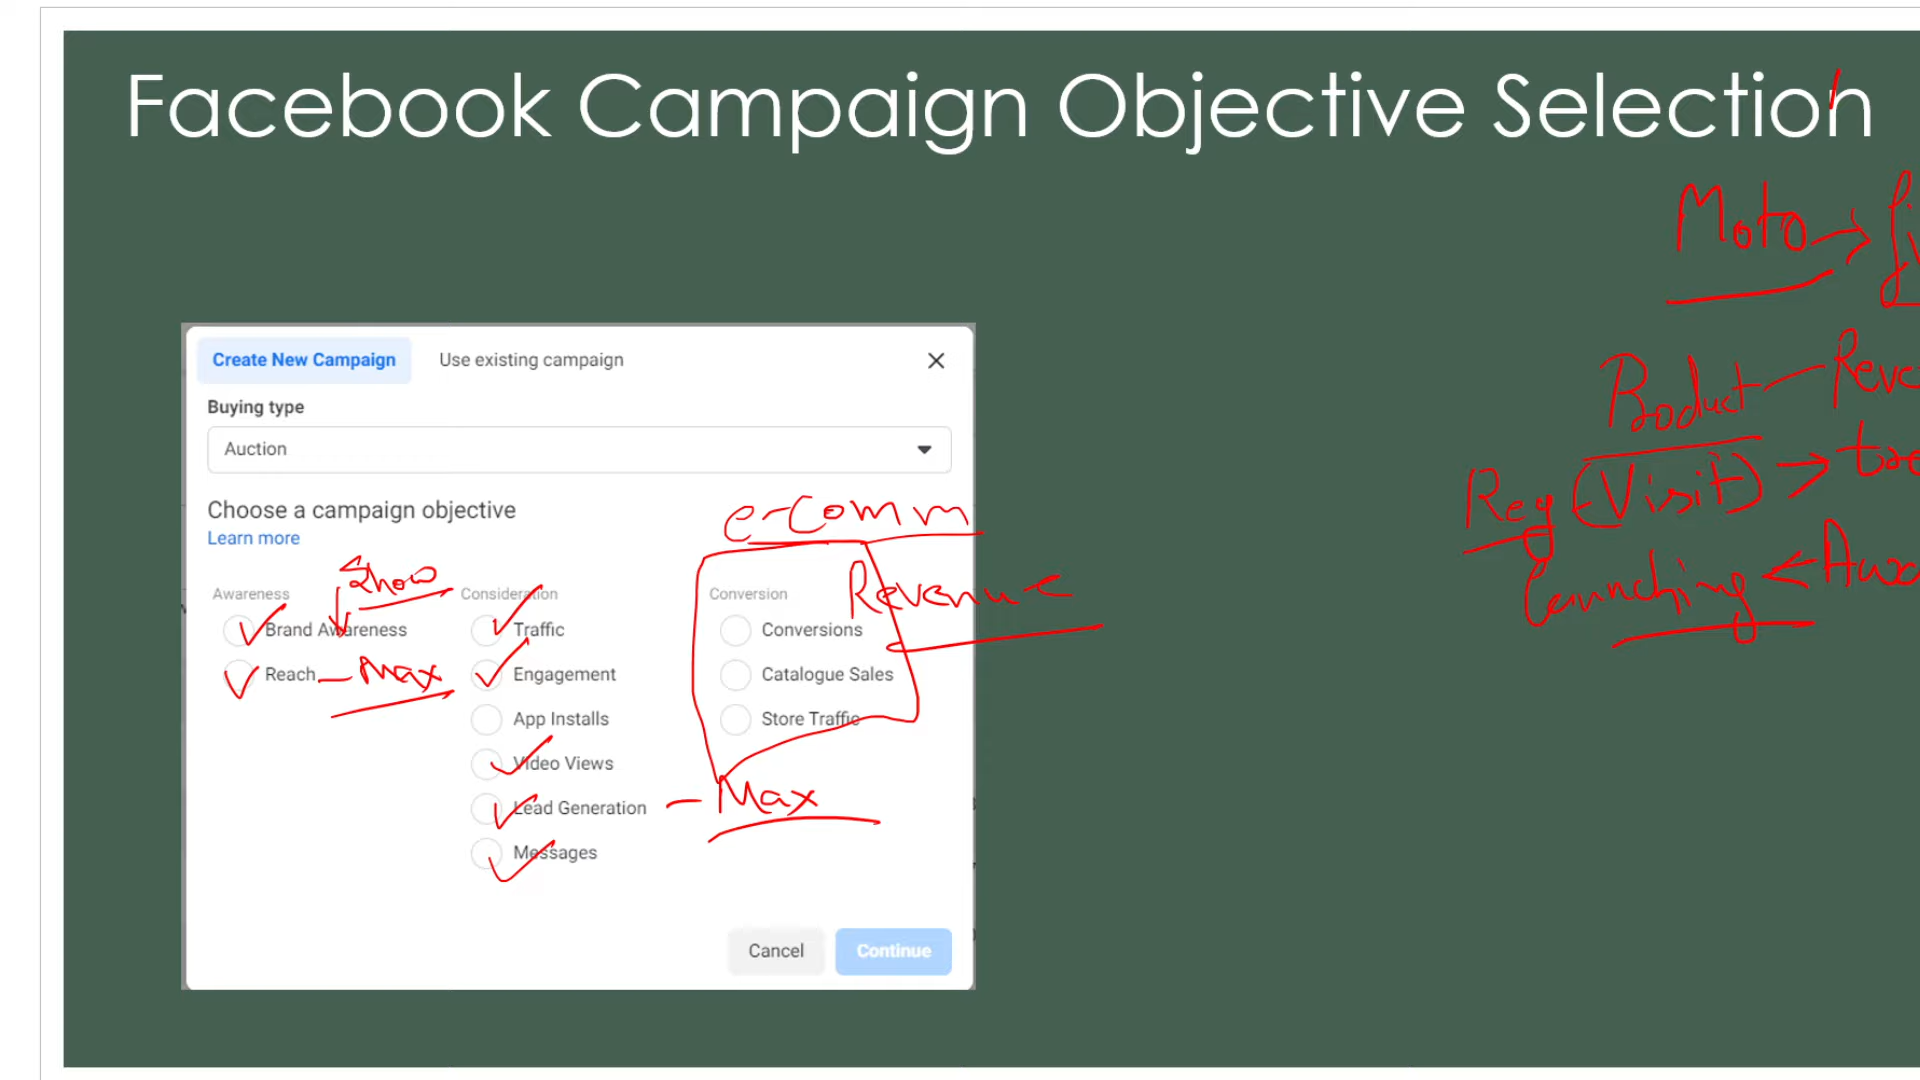 Facebook Campaign Objective Selection
Moto →
Product — Reve
Reg (Visit) →
Launching ←
Create New Campaign Use existing campaign
Buying type
Auction
Choose a campaign objective
Learn more
e-Comm
Show
Revenue
Awareness Consideration Conversion
Brand Awareness Traffic Conversions
Reach — Max Engagement Catalogue Sales
App Installs Store Traffic
Video Views
Lead Generation — Max
Messages
Cancel Continue